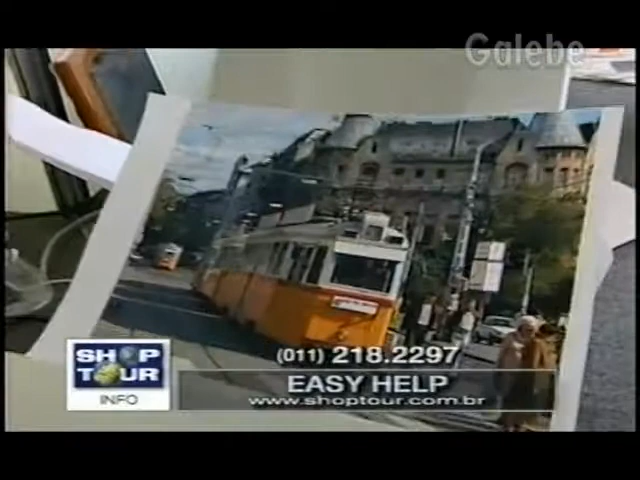 Galebe
SHOP
TOUR
INFO
(011) 218.2297
EASY HELP
www.shoptour.com.br